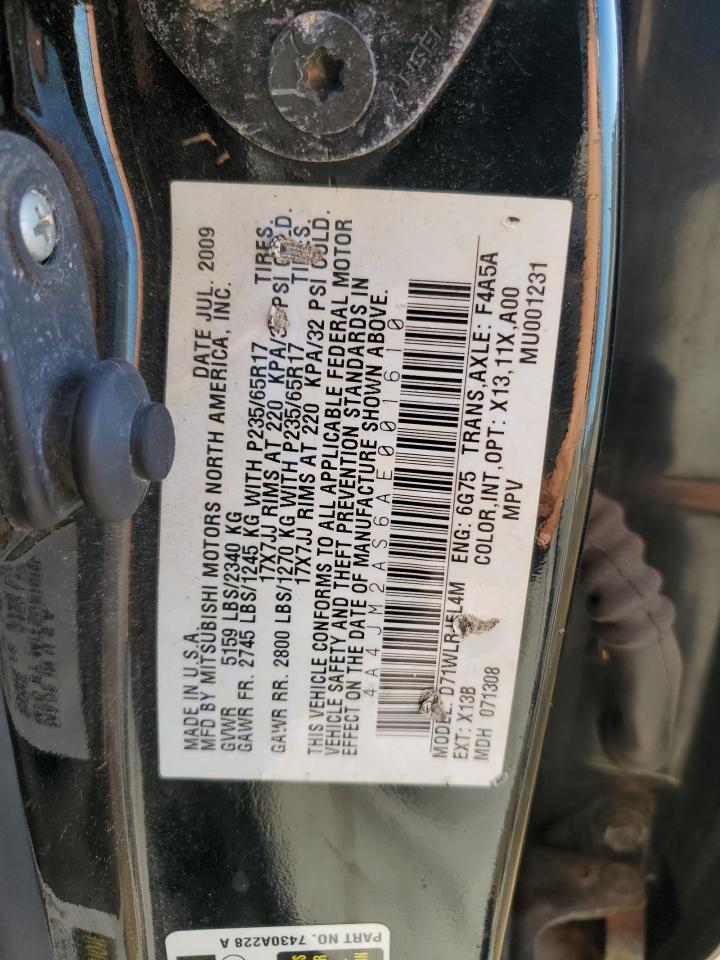 MADE IN U.S.A. DATE JUL. 2009
MFD BY MITSUBISHI MOTORS NORTH AMERICA, INC.
GVWR 5159 LBS/2340 KG
GAWR FR. 2745 LBS/1245 KG WITH P235/65R17 TIRES.
17X7JJ RIMS AT 220 KPA/ PSI COLD.
GAWR RR. 2800 LBS/1270 KG WITH P235/65R17 TIRES.
17X7JJ RIMS AT 220 KPA/32 PSI COLD.
THIS VEHICLE CONFORMS TO ALL APPLICABLE FEDERAL MOTOR
VEHICLE SAFETY AND THEFT PREVENTION STANDARDS IN
EFFECT ON THE DATE OF MANUFACTURE SHOWN ABOVE.
4A4JM2AS6AE001610
MODEL: ENG: 6G75 TRANS,AXLE: F4A5A
EXT: X13B COLOR,INT,OPT: X13,11X,A00
MDH 071308 MPV MU001231
PART NO. 7430A228 A